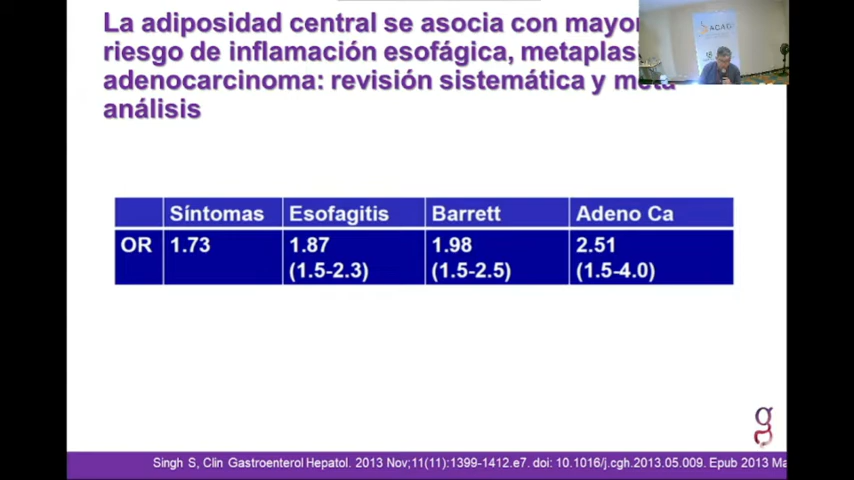 La adiposidad central se asocia con mayor
riesgo de inflamación esofágica,
adenocarcinoma: revisión sistemática y meta
análisis
Síntomas Esofagitis Barrett Adeno Ca
OR 1.73 1.87 1.98 2.51
(1.5-2.3) (1.5-2.5) (1.5-4.0)
ACAGI
Singh S, Clin Gastroenterol Hepatol. 2013 Nov;11(11):1399-1412.e7. doi: 10.1016/j.cgh.2013.05.009. Epub 2013